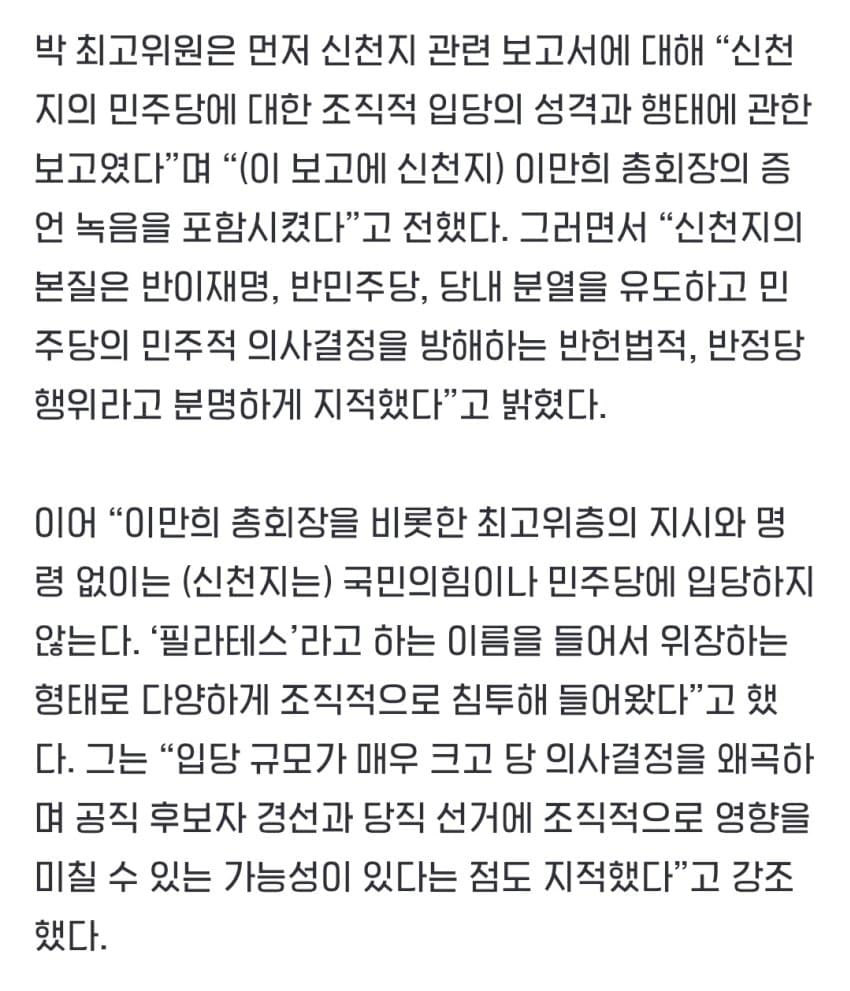 박 최고위원은 먼저 신천지 관련 보고서에 대해 “신천
지의 민주당에 대한 조직적 입당의 성격과 행태에 관한
보고였다”며 “(이 보고에 신천지) 이만희 총회장의 증
언 녹음을 포함시켰다”고 전했다. 그러면서 “신천지의
본질은 반이재명, 반민주당, 당내 분열을 유도하고 민
주당의 민주적 의사결정을 방해하는 반헌법적, 반정당
행위라고 분명하게 지적했다”고 밝혔다.

이어 “이만희 총회장을 비롯한 최고위층의 지시와 명
령 없이는 (신천지는) 국민의힘이나 민주당에 입당하지
않는다. ‘필라테스’라고 하는 이름을 들어서 위장하는
형태로 다양하게 조직적으로 침투해 들어왔다”고 했
다. 그는 “입당 규모가 매우 크고 당 의사결정을 왜곡하
며 공직 후보자 경선과 당직 선거에 조직적으로 영향을
미칠 수 있는 가능성이 있다는 점도 지적했다”고 강조
했다.